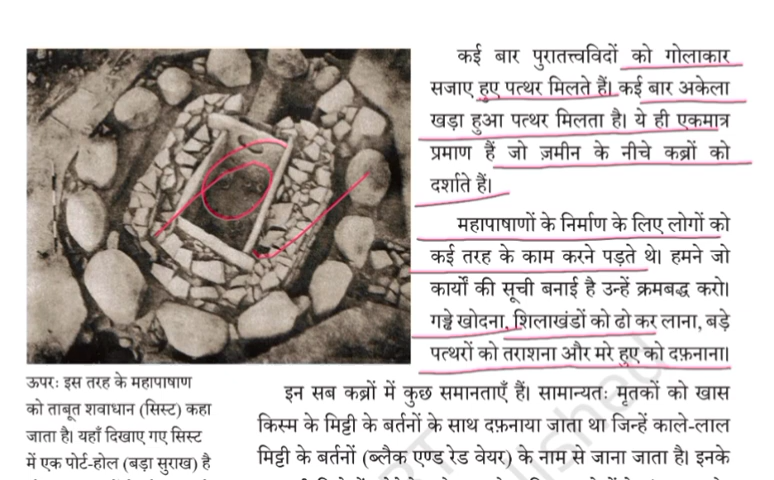 कई बार पुरातत्त्वविदों को गोलाकार
सजाए हुए पत्थर मिलते हैं। कई बार अकेला
खड़ा हुआ पत्थर मिलता है। ये ही एकमात्र
प्रमाण हैं जो ज़मीन के नीचे कब्रों को
दर्शाते हैं।
महापाषाणों के निर्माण के लिए लोगों को
कई तरह के काम करने पड़ते थे। हमने जो
कार्यों की सूची बनाई है उन्हें क्रमबद्ध करो।
गड्ढे खोदना, शिलाखंडों को ढो कर लाना, बड़े
पत्थरों को तराशना और मरे हुए को दफ़नाना।
ऊपर: इस तरह के महापाषाण
को ताबूत शवाधान (सिस्ट) कहा
जाता है। यहाँ दिखाए गए सिस्ट
में एक पोर्ट-होल (बड़ा सुराख) है
इन सब कब्रों में कुछ समानताएँ हैं। सामान्यतः मृतकों को खास
किस्म के मिट्टी के बर्तनों के साथ दफ़नाया जाता था जिन्हें काले-लाल
मिट्टी के बर्तनों (ब्लैक एण्ड रेड वेयर) के नाम से जाना जाता है। इनके